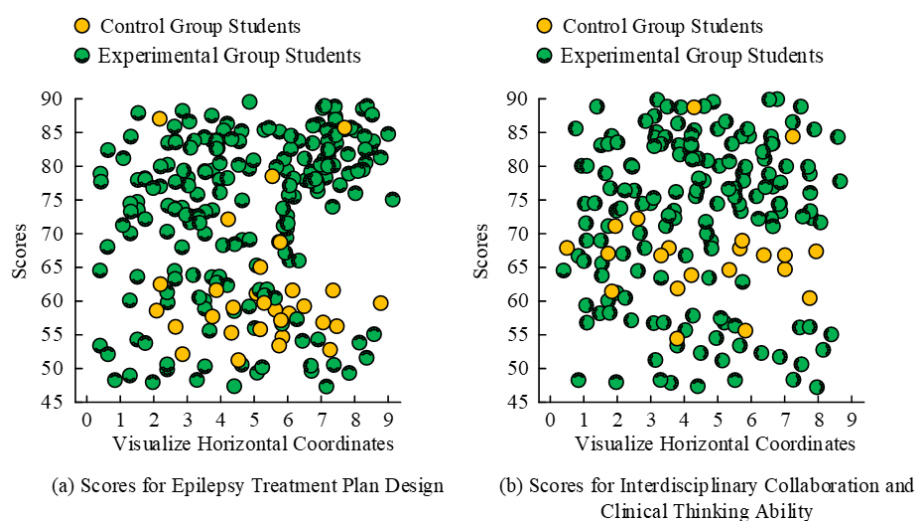 Control Group Students
Experimental Group Students
90
85
80
75
70
65
60
55
50
45
Scores
0 1 2 3 4 5 6 7 8 9
Visualize Horizontal Coordinates
(a) Scores for Epilepsy Treatment Plan Design
Control Group Students
Experimental Group Students
90
85
80
75
70
65
60
55
50
45
Scores
0 1 2 3 4 5 6 7 8 9
Visualize Horizontal Coordinates
(b) Scores for Interdisciplinary Collaboration and
Clinical Thinking Ability